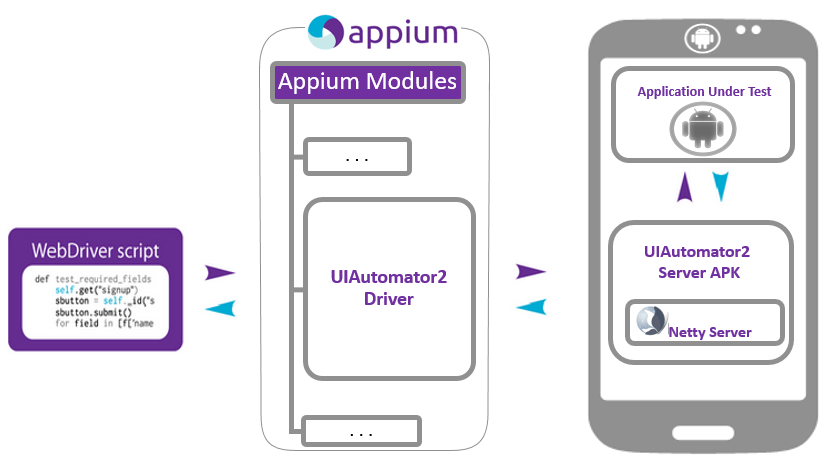 appium
Appium Modules
. . .
UIAutomator2
Driver
. . .
WebDriver script
def test_required_fields
self.get("signup")
sbutton = self._id("s
sbutton.submit()
for field in [f['name
Application Under Test
UIAutomator2
Server APK
Netty Server